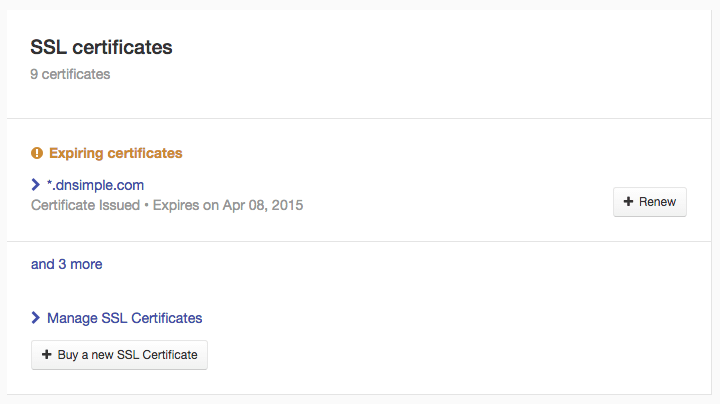 SSL certificates
9 certificates
Expiring certificates
*.dnsimple.com
Certificate Issued • Expires on Apr 08, 2015
Renew
and 3 more
Manage SSL Certificates
Buy a new SSL Certificate